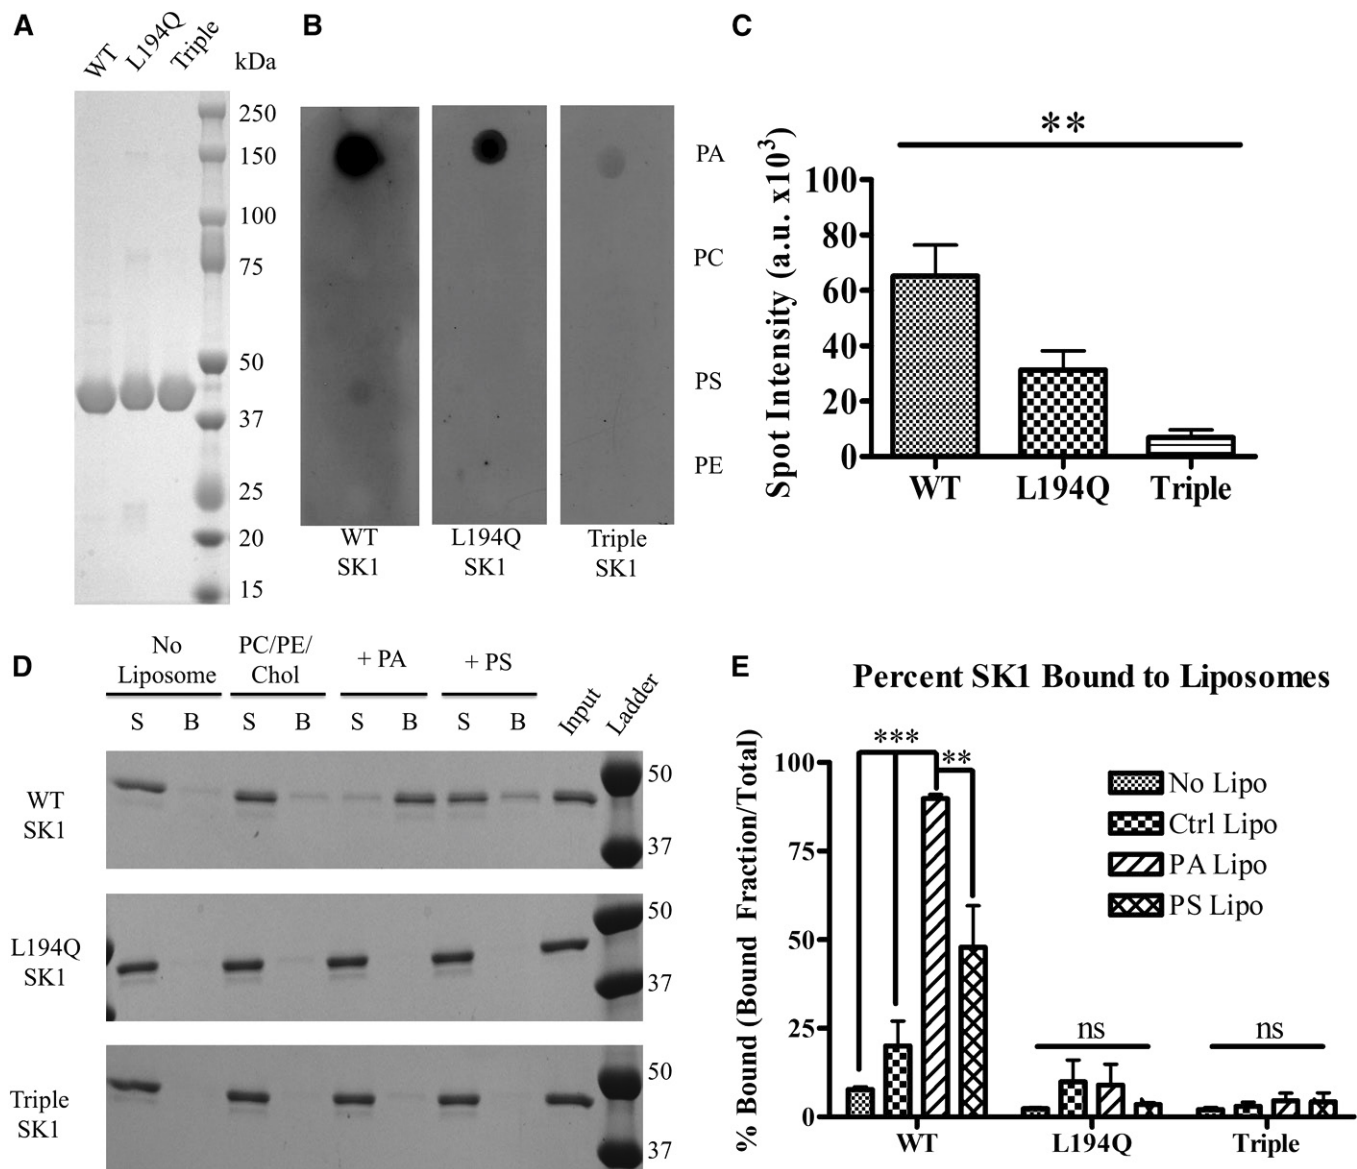 A
WT
L194Q
Triple
kDa
250
150
100
75
50
37
25
20
15
B
PA
PC
PS
PE
WT
SK1
L194Q
SK1
Triple
SK1
C
**
Spot Intensity (a.u. x10³)
100
80
60
40
20
0
WT L194Q Triple
D
No
Liposome
PC/PE/
Chol
+ PA
+ PS
Input
Ladder
S B S B S B S B
WT
SK1
50
37
L194Q
SK1
50
37
Triple
SK1
50
37
E
Percent SK1 Bound to Liposomes
% Bound (Bound Fraction/Total)
100
75
50
25
0
***
**
ns
ns
No Lipo
Ctrl Lipo
PA Lipo
PS Lipo
WT L194Q Triple